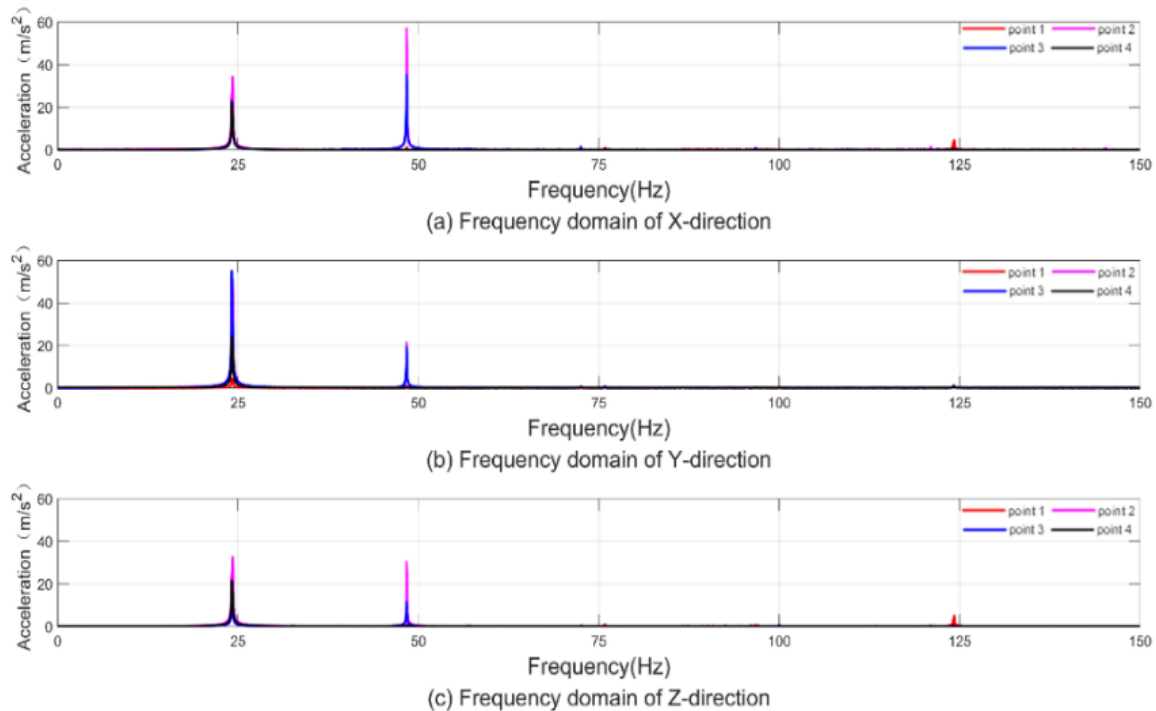 Acceleration（m/s²）
60
40
20
0
point 1 point 2
point 3 point 4
0 25 50 75 100 125 150
Frequency(Hz)
(a) Frequency domain of X-direction
Acceleration（m/s²）
60
40
20
0
point 1 point 2
point 3 point 4
0 25 50 75 100 125 150
Frequency(Hz)
(b) Frequency domain of Y-direction
Acceleration（m/s²）
60
40
20
0
point 1 point 2
point 3 point 4
0 25 50 75 100 125 150
Frequency(Hz)
(c) Frequency domain of Z-direction